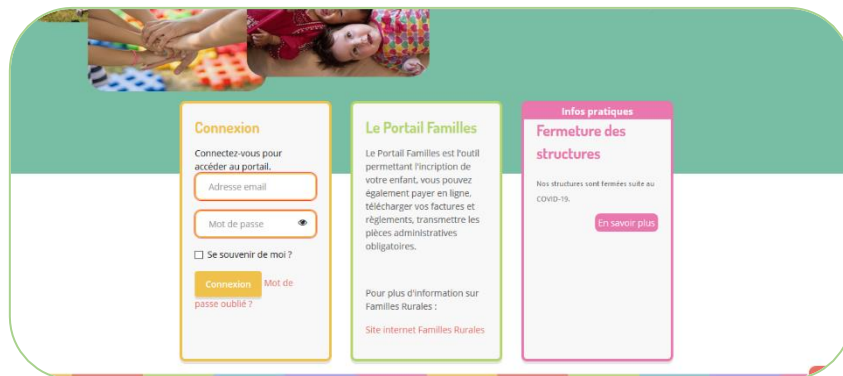 Connexion
Connectez-vous pour
accéder au portail.
Adresse email
Mot de passe
Se souvenir de moi ?
Connexion Mot de
passe oublié ?
Le Portail Familles
Le Portail Familles est l'outil
permettant l'incription de
votre enfant, vous pouvez
également payer en ligne.
télécharger vos factures et
règlements, transmettre les
pièces administratives
obligatoires.
Pour plus d'information sur
Familles Rurales :
Site internet Familles Rurales
Infos pratiques
Fermeture des
structures
Nos structures sont fermées suite au
COVID-19.
En savoir plus